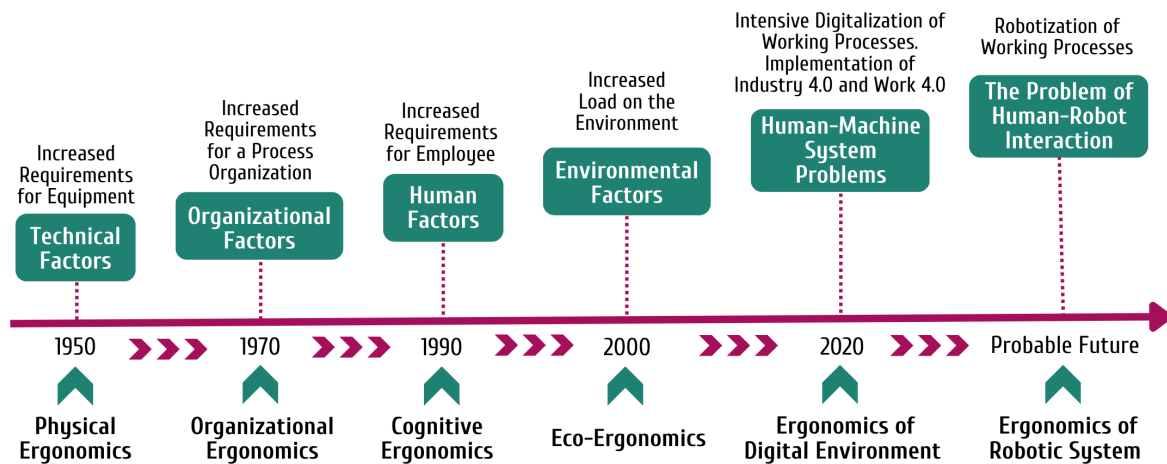 Increased
Requirements
for Equipment
Technical
Factors
1950
Physical
Ergonomics
Increased
Requirements
for a Process
Organization
Organizational
Factors
1970
Organizational
Ergonomics
Increased
Requirements
for Employee
Human
Factors
1990
Cognitive
Ergonomics
Increased
Load on the
Environment
Environmental
Factors
2000
Eco-Ergonomics
Intensive Digitalization of
Working Processes.
Implementation of
Industry 4.0 and Work 4.0
Human-Machine
System
Problems
2020
Ergonomics of
Digital Environment
Robotization of
Working Processes
The Problem of
Human-Robot
Interaction
Probable Future
Ergonomics of
Robotic System